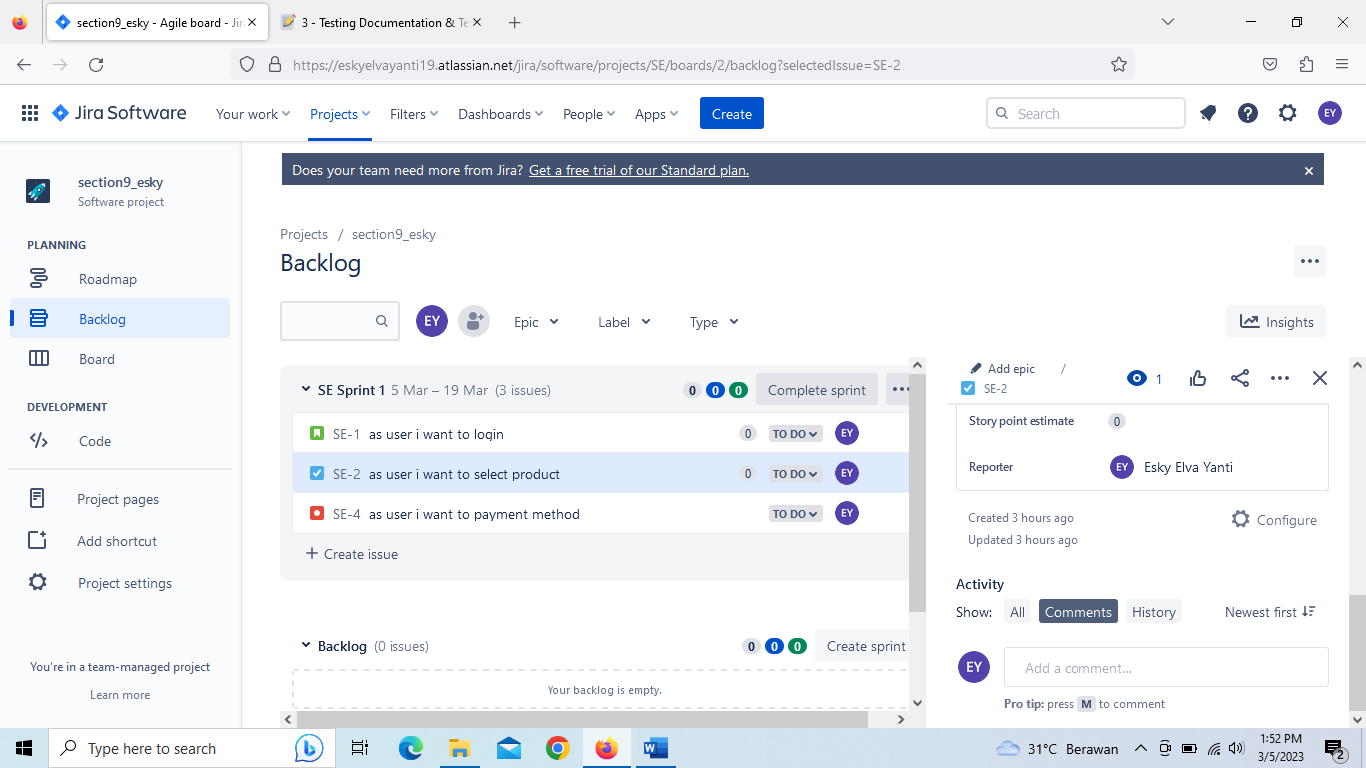 section9_esky - Agile board - Jir
3 - Testing Documentation & Te
https://eskyelvayanti19.atlassian.net/jira/software/projects/SE/boards/2/backlog?selectedIssue=SE-2
Jira Software
Your work
Projects
Filters
Dashboards
People
Apps
Create
Search
EY
section9_esky
Software project
PLANNING
Roadmap
Backlog
Board
DEVELOPMENT
Code
Project pages
Add shortcut
Project settings
You're in a team-managed project
Learn more
Does your team need more from Jira? Get a free trial of our Standard plan.
Projects / section9_esky
Backlog
EY
Epic
Label
Type
Insights
SE Sprint 1 5 Mar – 19 Mar (3 issues)
0 0 0
Complete sprint
SE-1 as user i want to login 0 TO DO EY
SE-2 as user i want to select product 0 TO DO EY
SE-4 as user i want to payment method TO DO EY
+ Create issue
Backlog (0 issues)
0 0 0
Create sprint
Your backlog is empty.
Add epic /
SE-2
1
Story point estimate 0
Reporter EY Esky Elva Yanti
Created 3 hours ago
Updated 3 hours ago
Configure
Activity
Show: All Comments History Newest first
EY
Add a comment...
Pro tip: press M to comment
Type here to search
31°C Berawan
1:52 PM
3/5/2023
2